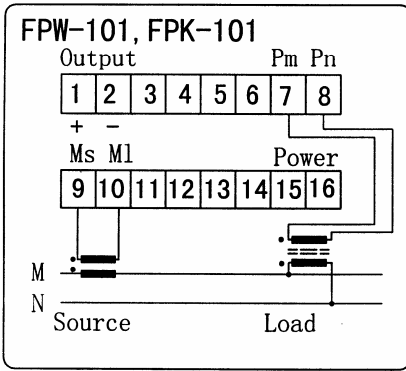 FPW-101, FPK-101
Output Pm Pn
1 2 3 4 5 6 7 8
+ −
Ms Ml Power
9 10 11 12 13 14 15 16
M
N
Source Load